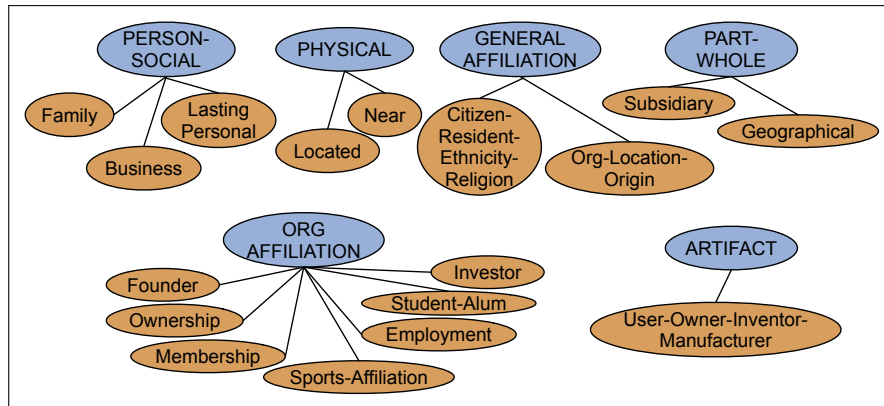 PERSON-
SOCIAL
PHYSICAL
GENERAL
AFFILIATION
PART-
WHOLE
Family
Lasting
Personal
Business
Near
Located
Citizen-
Resident-
Ethnicity-
Religion
Org-Location-
Origin
Subsidiary
Geographical
ORG
AFFILIATION
ARTIFACT
Founder
Ownership
Membership
Sports-Affiliation
Investor
Student-Alum
Employment
User-Owner-Inventor-
Manufacturer